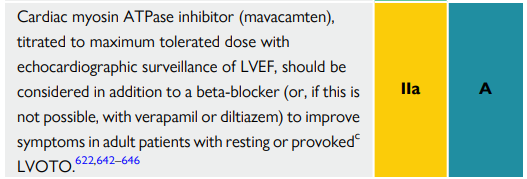 Cardiac myosin ATPase inhibitor (mavacamten),
titrated to maximum tolerated dose with
echocardiographic surveillance of LVEF, should be
considered in addition to a beta-blocker (or, if this is
not possible, with verapamil or diltiazem) to improve
symptoms in adult patients with resting or provokedᶜ
LVOTO.⁶²²,⁶⁴²⁻⁶⁴⁶
IIa
A